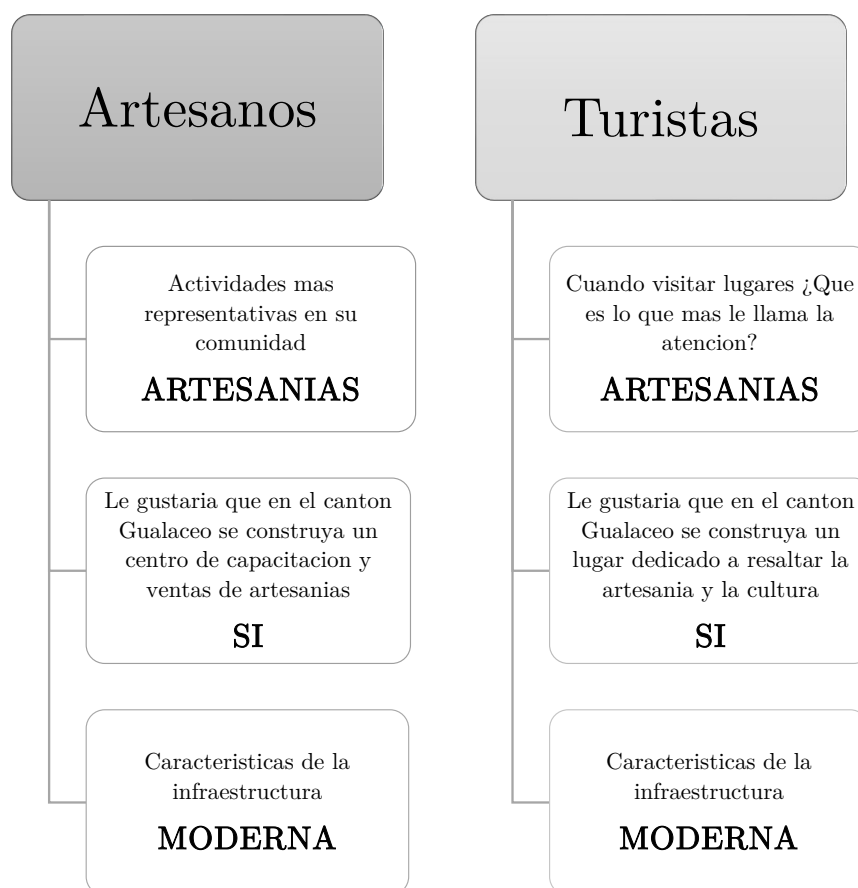 Artesanos
Actividades mas
representativas en su
comunidad
ARTESANIAS
Le gustaria que en el canton
Gualaceo se construya un
centro de capacitacion y
ventas de artesanias
SI
Caracteristicas de la
infraestructura
MODERNA
Turistas
Cuando visitar lugares ¿Que
es lo que mas le llama la
atencion?
ARTESANIAS
Le gustaria que en el canton
Gualaceo se construya un
lugar dedicado a resaltar la
artesania y la cultura
SI
Caracteristicas de la
infraestructura
MODERNA